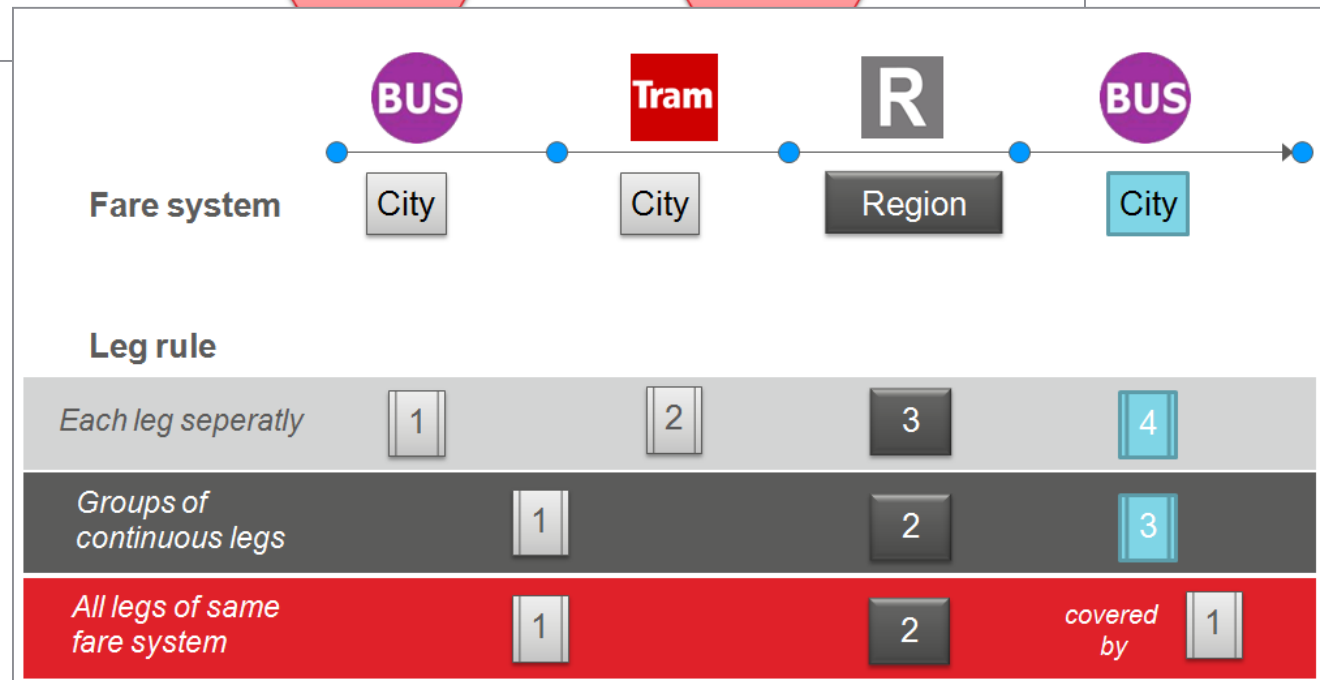 BUS Tram R BUS
Fare system City City Region City
Leg rule
Each leg seperatly 1 2 3 4
Groups of
continuous legs 1 2 3
All legs of same
fare system 1 2 covered
by 1